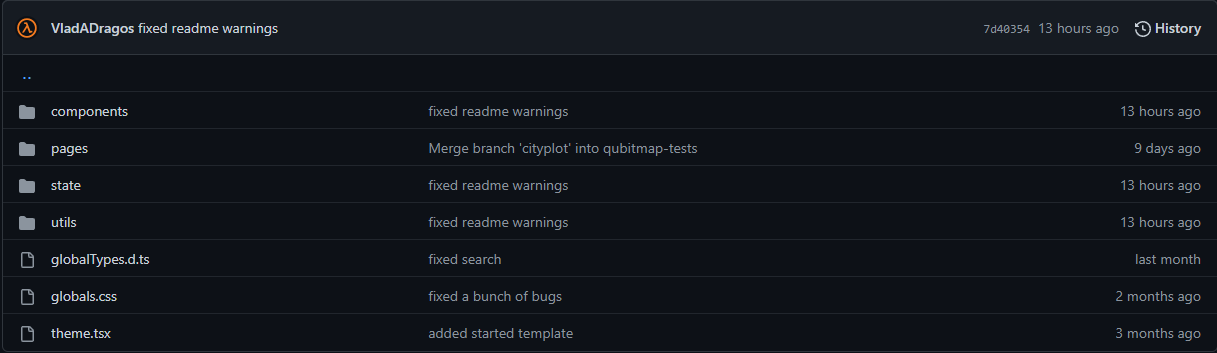 VladADragos fixed readme warnings 7d40354 13 hours ago History
..
components fixed readme warnings 13 hours ago
pages Merge branch 'cityplot' into qubitmap-tests 9 days ago
state fixed readme warnings 13 hours ago
utils fixed readme warnings 13 hours ago
globalTypes.d.ts fixed search last month
globals.css fixed a bunch of bugs 2 months ago
theme.tsx added started template 3 months ago